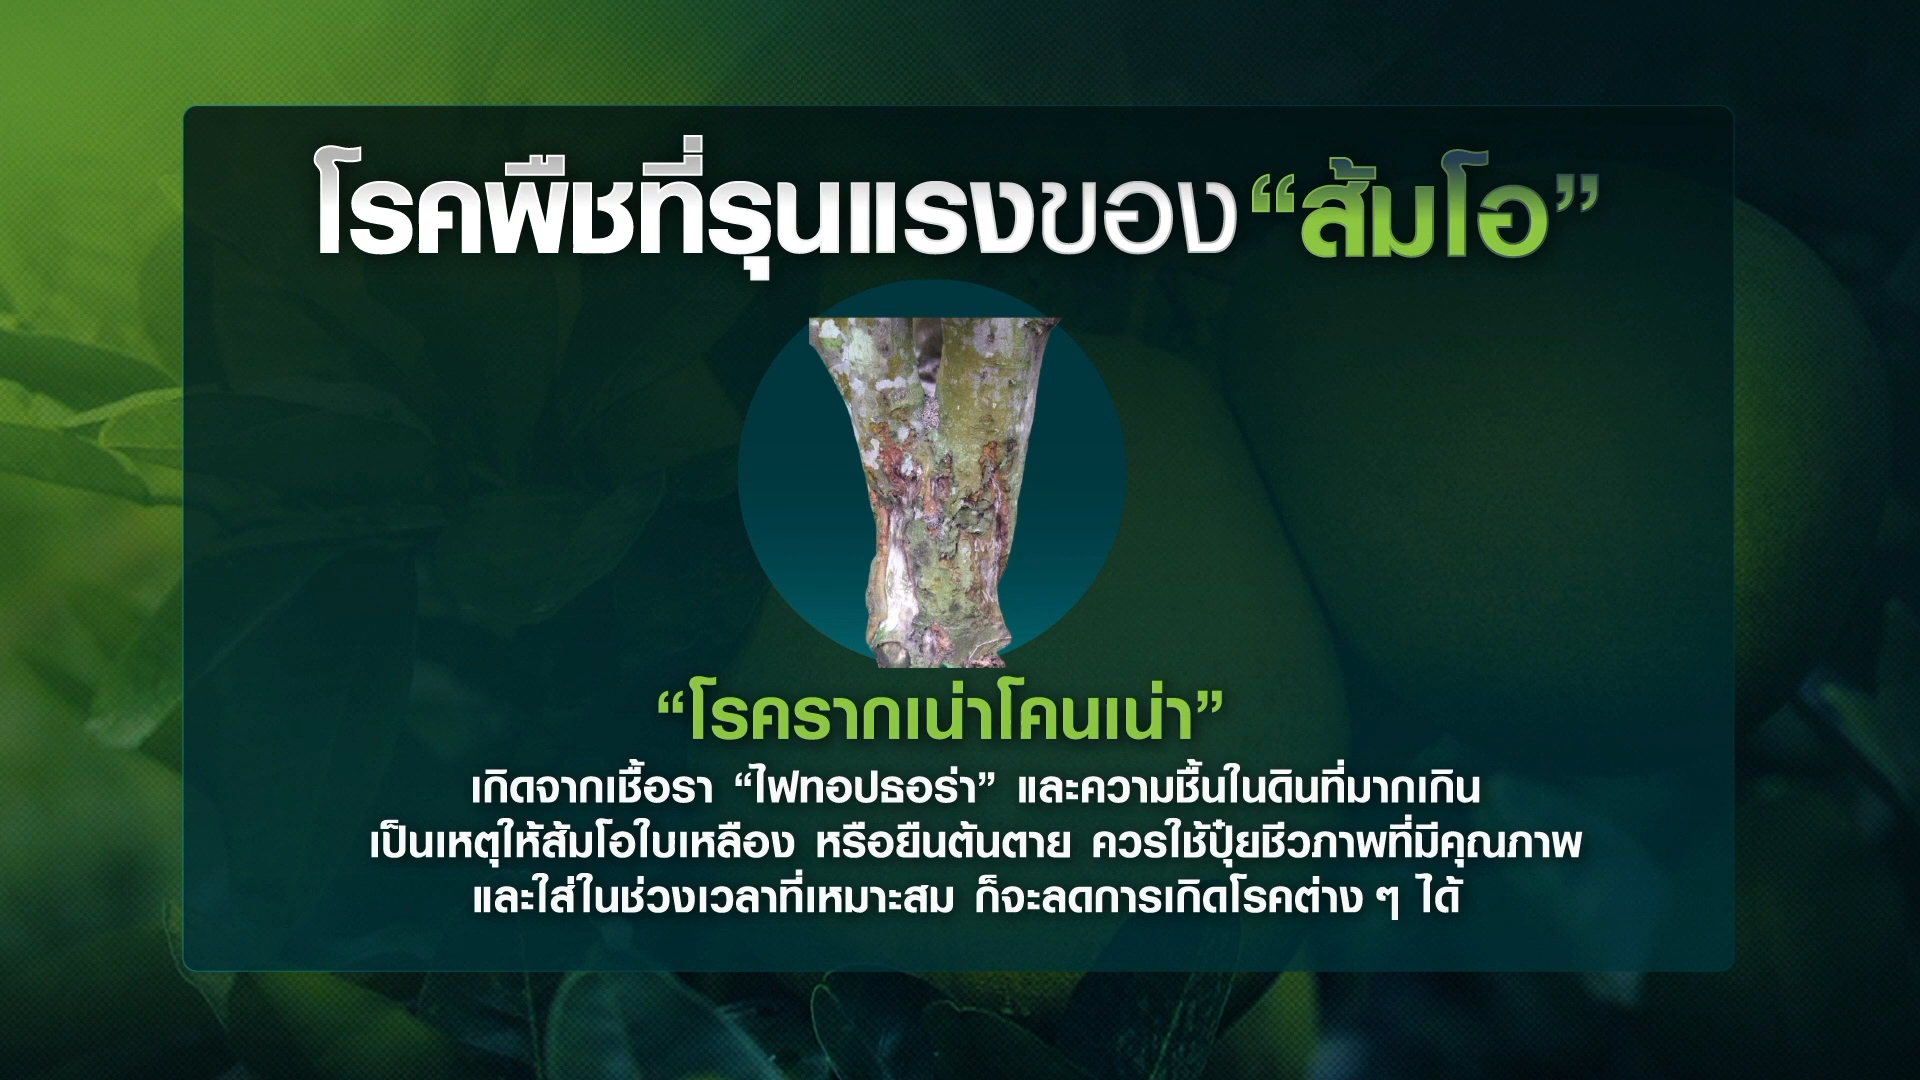 โรคพืชที่รุนแรงของ “ส้มโอ”
“โรครากเน่าโคนเน่า”
เกิดจากเชื้อรา “ไฟทอปธอร่า” และความชื้นในดินที่มากเกิน
เป็นเหตุให้ส้มโอใบเหลือง หรือยืนต้นตาย ควรใช้ปุ๋ยชีวภาพที่มีคุณภาพ
และใส่ในช่วงเวลาที่เหมาะสม ก็จะลดการเกิดโรคต่าง ๆ ได้